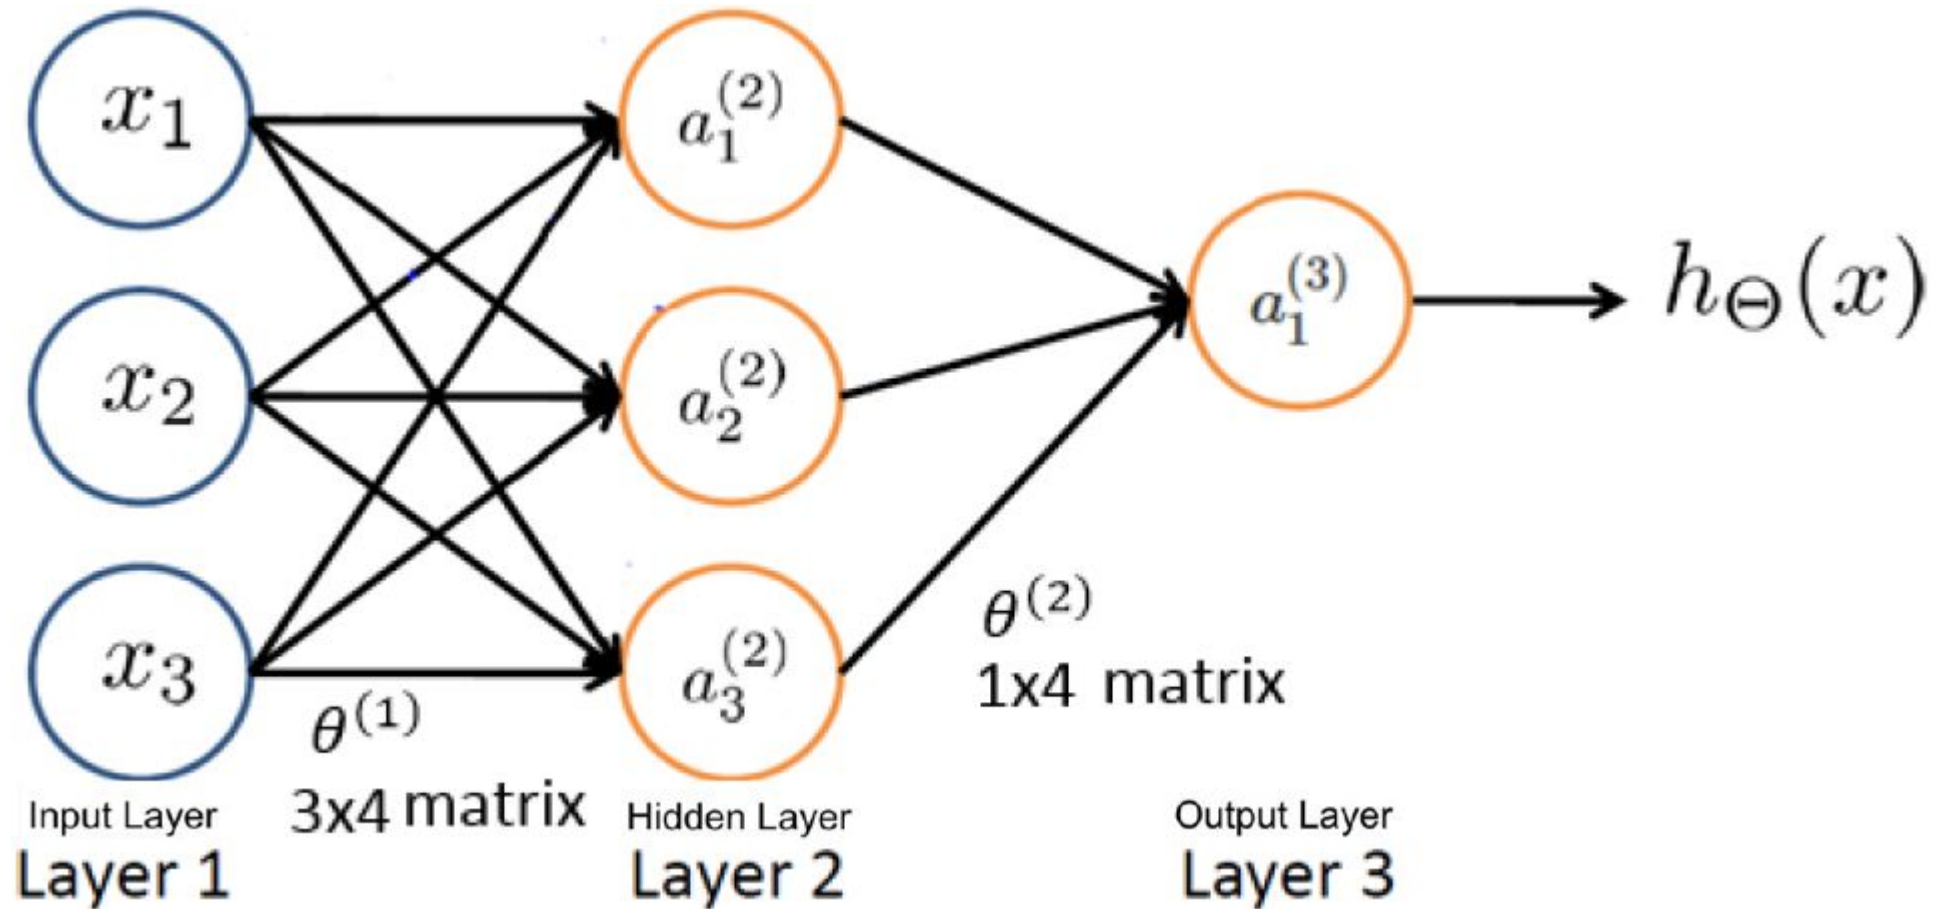 x₁
a₁⁽²⁾
x₂
a₂⁽²⁾
a₁⁽³⁾
h_Θ(x)
x₃
a₃⁽²⁾
θ⁽¹⁾
3x4 matrix
θ⁽²⁾
1x4 matrix
Input Layer
Layer 1
Hidden Layer
Layer 2
Output Layer
Layer 3